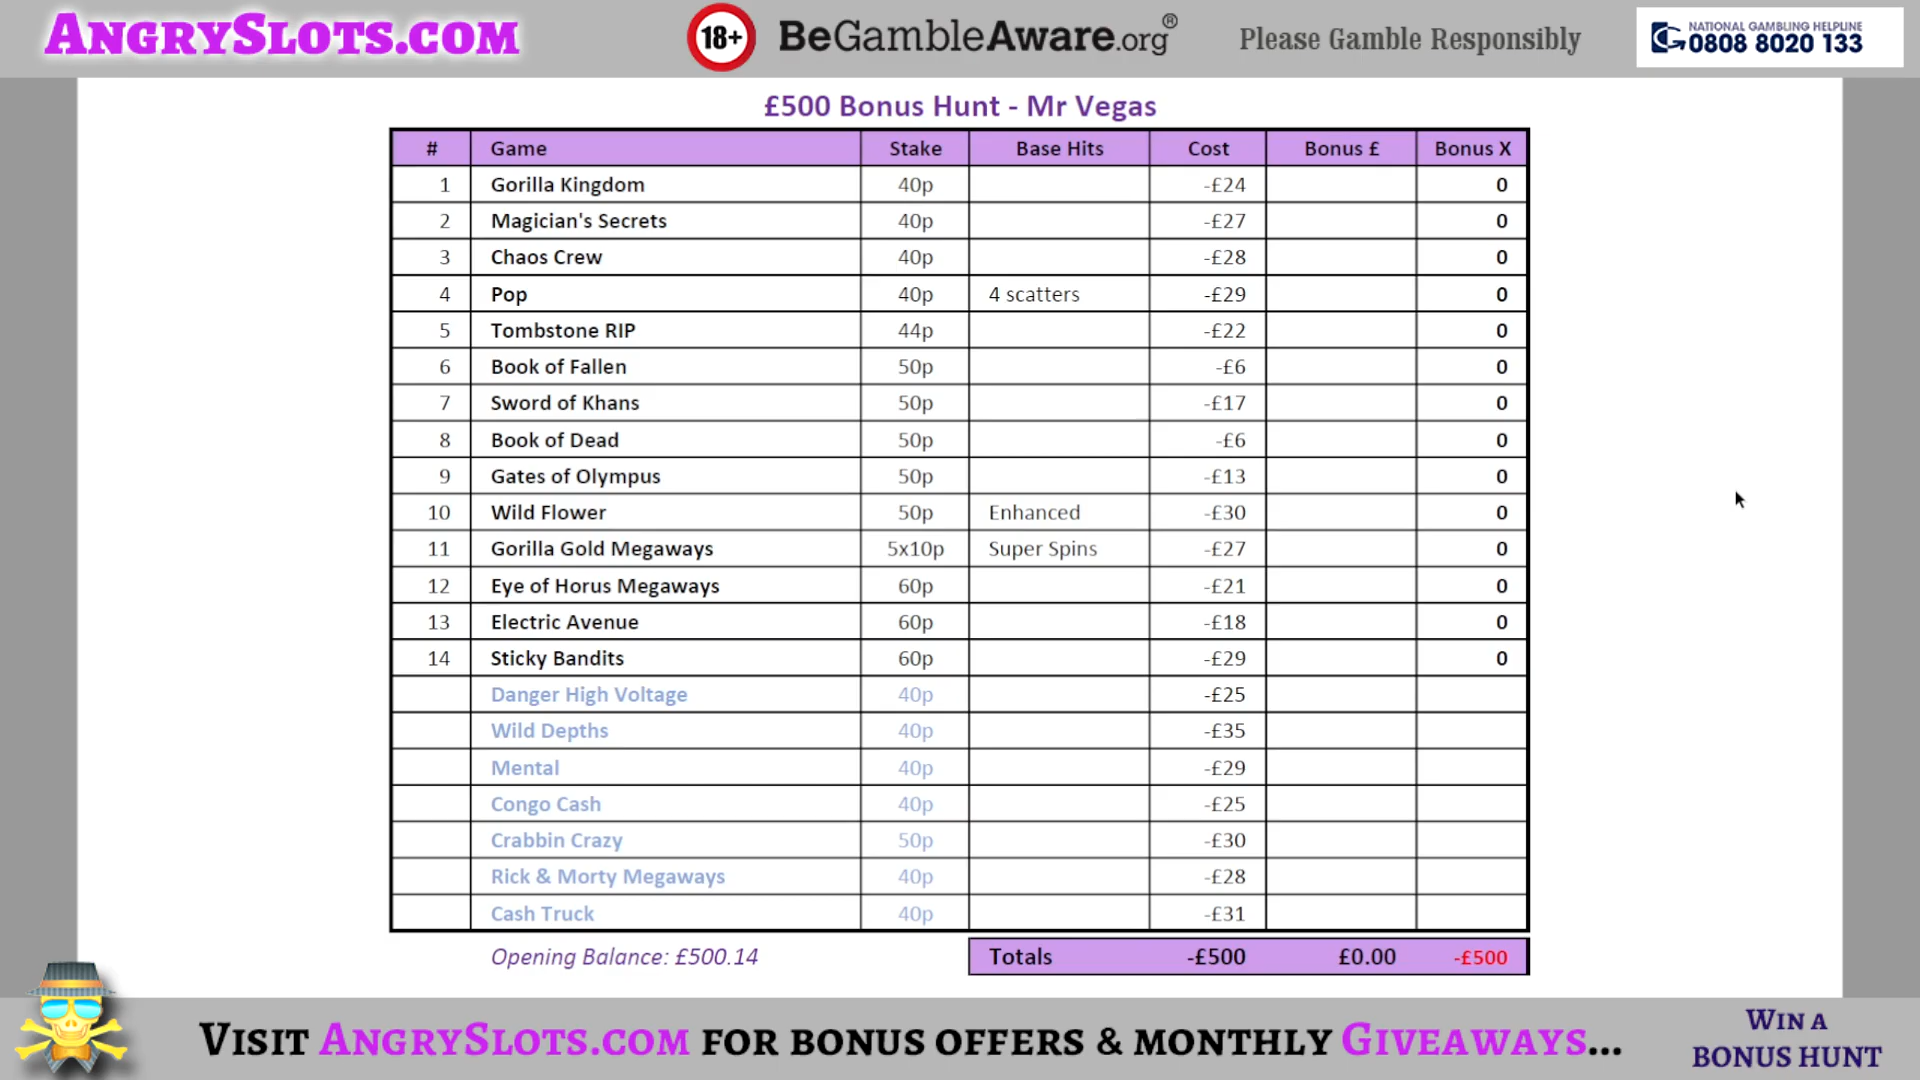 AngrySlots.com
18+ BeGambleAware.org®
Please Gamble Responsibly
NATIONAL GAMBLING HELPLINE
0808 8020 133
£500 Bonus Hunt - Mr Vegas
# Game Stake Base Hits Cost Bonus £ Bonus X
1 Gorilla Kingdom 40p -£24 0
2 Magician's Secrets 40p -£27 0
3 Chaos Crew 40p -£28 0
4 Pop 40p 4 scatters -£29 0
5 Tombstone RIP 44p -£22 0
6 Book of Fallen 50p -£6 0
7 Sword of Khans 50p -£17 0
8 Book of Dead 50p -£6 0
9 Gates of Olympus 50p -£13 0
10 Wild Flower 50p Enhanced -£30 0
11 Gorilla Gold Megaways 5x10p Super Spins -£27 0
12 Eye of Horus Megaways 60p -£21 0
13 Electric Avenue 60p -£18 0
14 Sticky Bandits 60p -£29 0
Danger High Voltage 40p -£25
Wild Depths 40p -£35
Mental 40p -£29
Congo Cash 40p -£25
Crabbin Crazy 50p -£30
Rick & Morty Megaways 40p -£28
Cash Truck 40p -£31
Opening Balance: £500.14 Totals -£500 £0.00 -£500
Visit AngrySlots.com for bonus offers & monthly Giveaways...
Win a
Bonus Hunt